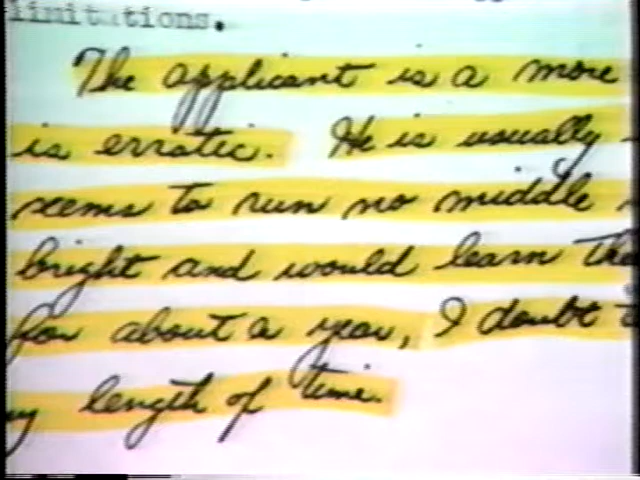 limitations.
The applicant is a more
is erratic. He is usually
seems to run no middle
bright and would learn the
for about a year, I doubt
length of time.